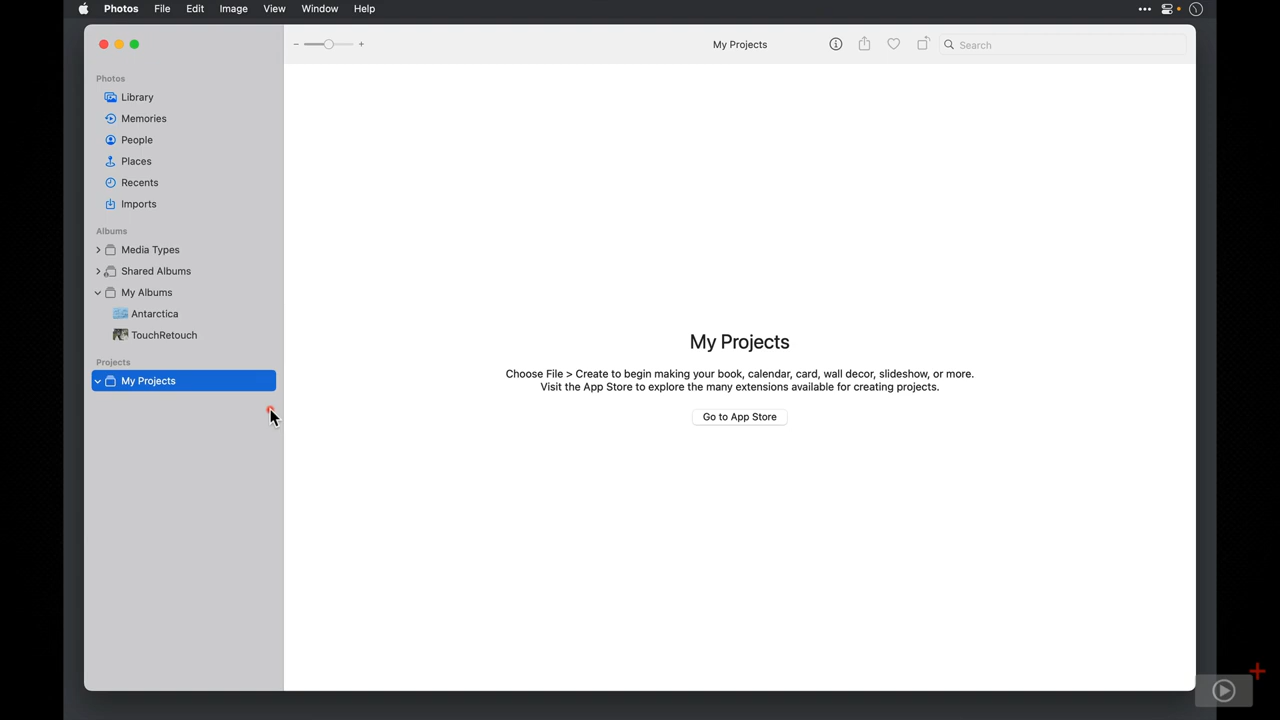 Photos File Edit Image View Window Help
My Projects
Search
Photos
Library
Memories
People
Places
Recents
Imports
Albums
Media Types
Shared Albums
My Albums
Antarctica
TouchRetouch
Projects
My Projects
My Projects
Choose File > Create to begin making your book, calendar, card, wall decor, slideshow, or more.
Visit the App Store to explore the many extensions available for creating projects.
Go to App Store